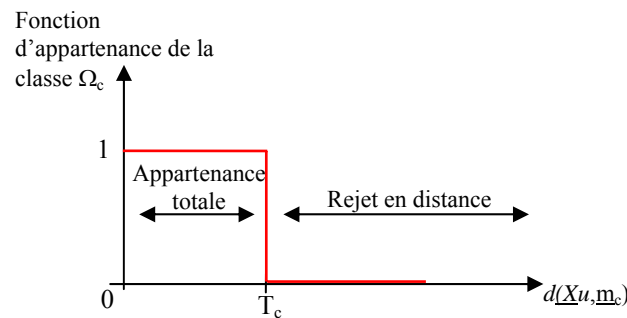 Fonction
d’appartenance de la
classe Ωc
1
Appartenance
totale
Rejet en distance
0
Tc
d(Xu,mc)